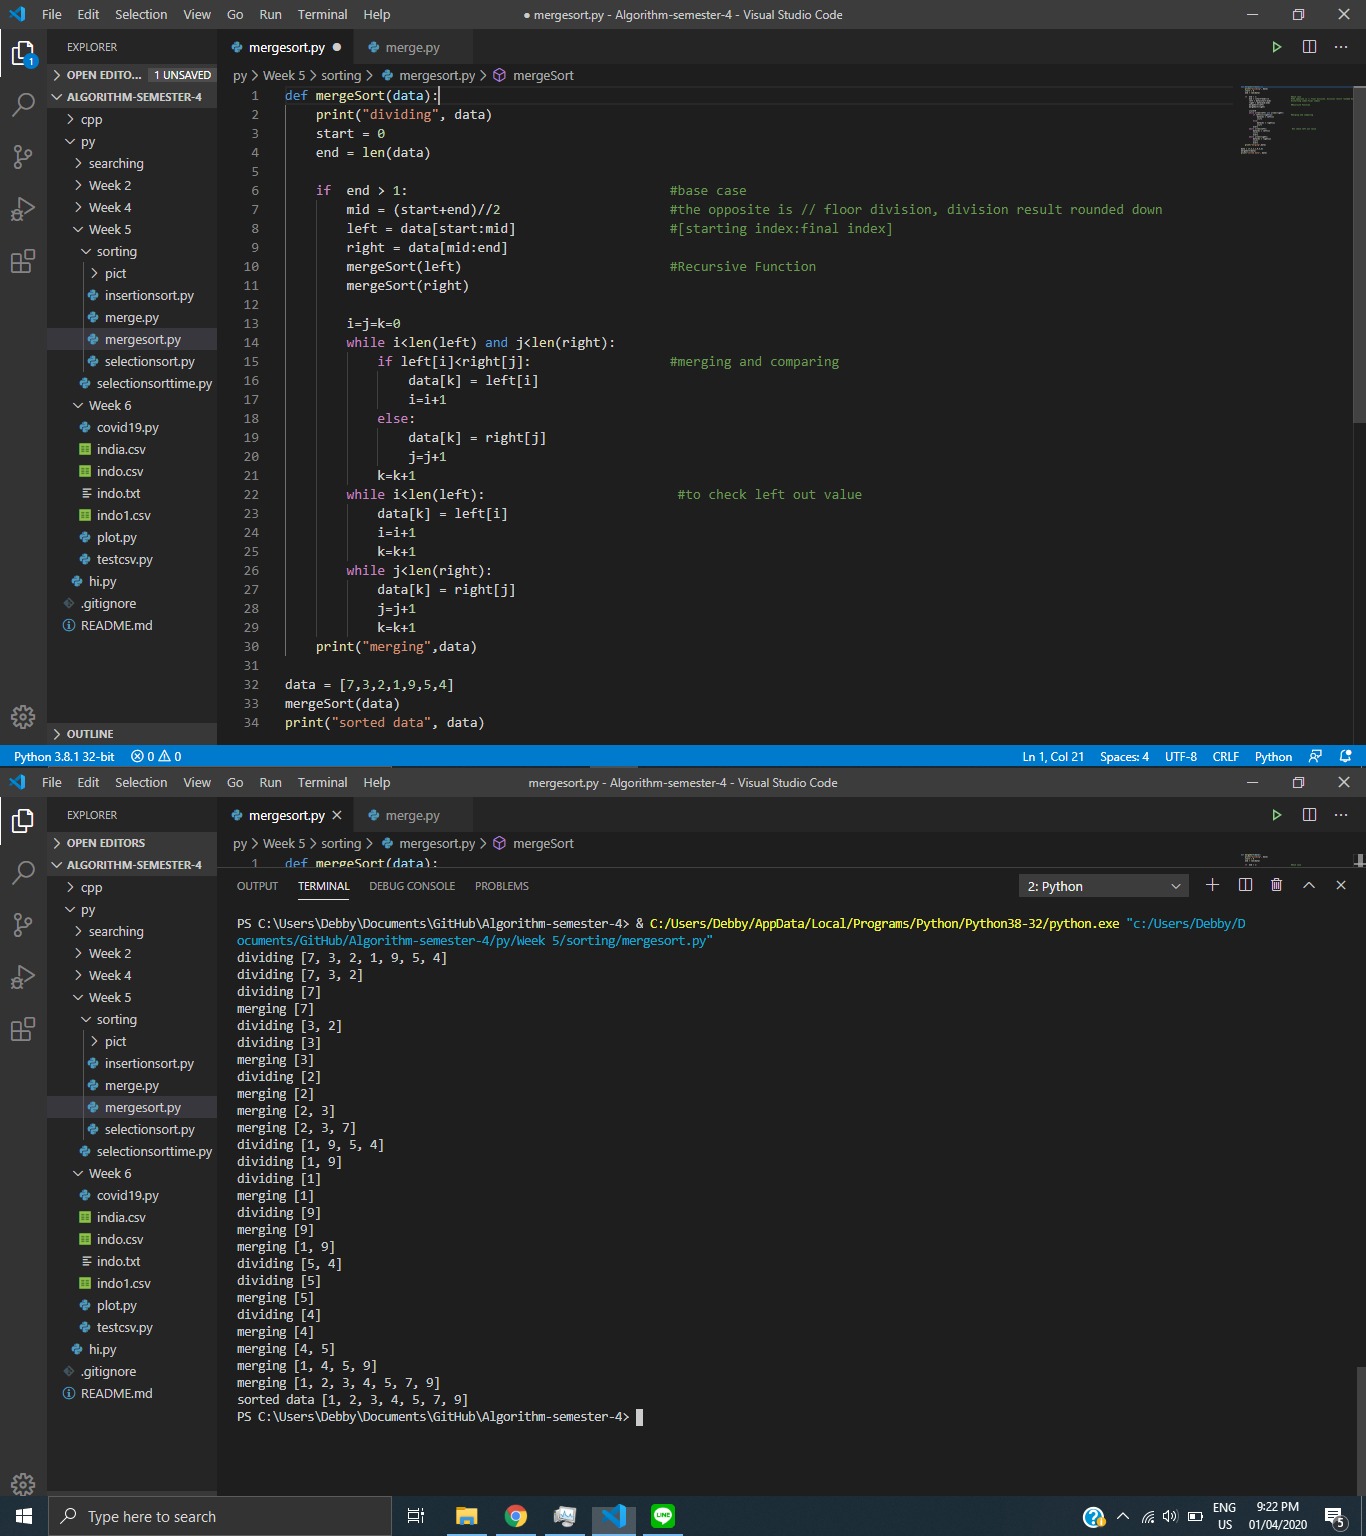 File Edit Selection View Go Run Terminal Help ● mergesort.py - Algorithm-semester-4 - Visual Studio Code
EXPLORER
mergesort.py ●
merge.py
1
OPEN EDITO... 1 UNSAVED
ALGORITHM-SEMESTER-4
cpp
py
searching
Week 2
Week 4
Week 5
sorting
pict
insertionsort.py
merge.py
mergesort.py
selectionsort.py
selectionsorttime.py
Week 6
covid19.py
india.csv
indo.csv
indo.txt
indo1.csv
plot.py
testcsv.py
hi.py
.gitignore
README.md
OUTLINE
py > Week 5 > sorting > mergesort.py > mergeSort
1 def mergeSort(data):
2     print("dividing", data)
3     start = 0
4     end = len(data)
5
6     if  end > 1:                                  #base case
7         mid = (start+end)//2                      #the opposite is // floor division, division result rounded down
8         left = data[start:mid]                    #[starting index:final index]
9         right = data[mid:end]
10         mergeSort(left)                           #Recursive Function
11         mergeSort(right)
12
13         i=j=k=0
14         while i<len(left) and j<len(right):
15             if left[i]<right[j]:                  #merging and comparing
16                 data[k] = left[i]
17                 i=i+1
18             else:
19                 data[k] = right[j]
20                 j=j+1
21             k=k+1
22         while i<len(left):                         #to check left out value
23             data[k] = left[i]
24             i=i+1
25             k=k+1
26         while j<len(right):
27             data[k] = right[j]
28             j=j+1
29             k=k+1
30     print("merging",data)
31
32 data = [7,3,2,1,9,5,4]
33 mergeSort(data)
34 print("sorted data", data)
Python 3.8.1 32-bit 0 0 Ln 1, Col 21 Spaces: 4 UTF-8 CRLF Python
File Edit Selection View Go Run Terminal Help mergesort.py - Algorithm-semester-4 - Visual Studio Code
EXPLORER
mergesort.py
merge.py
OPEN EDITORS
ALGORITHM-SEMESTER-4
cpp
py
searching
Week 2
Week 4
Week 5
sorting
pict
insertionsort.py
merge.py
mergesort.py
selectionsort.py
selectionsorttime.py
Week 6
covid19.py
india.csv
indo.csv
indo.txt
indo1.csv
plot.py
testcsv.py
hi.py
.gitignore
README.md
py > Week 5 > sorting > mergesort.py > mergeSort
1 def mergeSort(data):
OUTPUT TERMINAL DEBUG CONSOLE PROBLEMS 2: Python
PS C:\Users\Debby\Documents\GitHub\Algorithm-semester-4> & C:/Users/Debby/AppData/Local/Programs/Python/Python38-32/python.exe "c:/Users/Debby/D
ocuments/GitHub/Algorithm-semester-4/py/Week 5/sorting/mergesort.py"
dividing [7, 3, 2, 1, 9, 5, 4]
dividing [7, 3, 2]
dividing [7]
merging [7]
dividing [3, 2]
dividing [3]
merging [3]
dividing [2]
merging [2]
merging [2, 3]
merging [2, 3, 7]
dividing [1, 9, 5, 4]
dividing [1, 9]
dividing [1]
merging [1]
dividing [9]
merging [9]
merging [1, 9]
dividing [5, 4]
dividing [5]
merging [5]
dividing [4]
merging [4]
merging [4, 5]
merging [1, 4, 5, 9]
merging [1, 2, 3, 4, 5, 7, 9]
sorted data [1, 2, 3, 4, 5, 7, 9]
PS C:\Users\Debby\Documents\GitHub\Algorithm-semester-4>
Type here to search
LINE
ENG
US
9:22 PM
01/04/2020
5